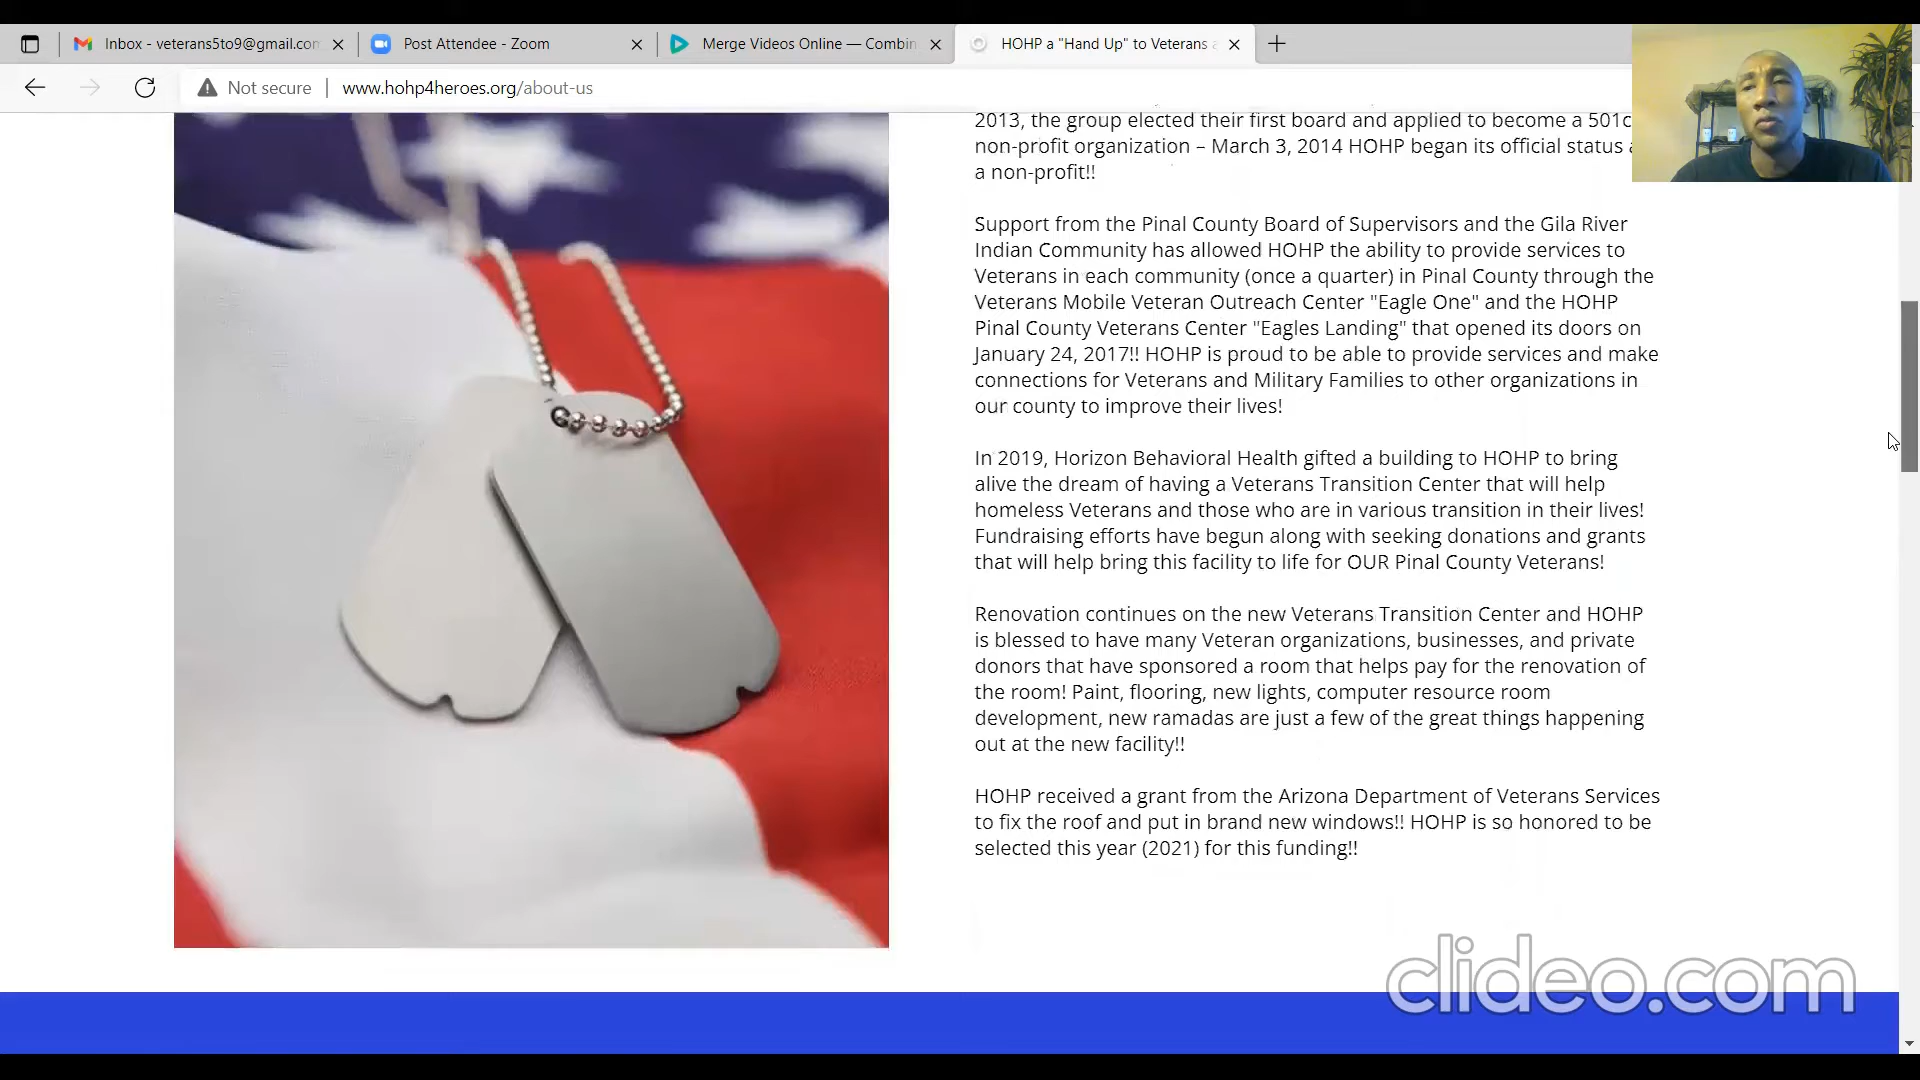 Inbox - veterans5to9@gmail.con
Post Attendee - Zoom
Merge Videos Online — Combin
HOHP a "Hand Up" to Veterans a
Not secure
www.hohp4heroes.org/about-us
2013, the group elected their first board and applied to become a 501c
non-profit organization – March 3, 2014 HOHP began its official status
a non-profit!!
Support from the Pinal County Board of Supervisors and the Gila River
Indian Community has allowed HOHP the ability to provide services to
Veterans in each community (once a quarter) in Pinal County through the
Veterans Mobile Veteran Outreach Center "Eagle One" and the HOHP
Pinal County Veterans Center "Eagles Landing" that opened its doors on
January 24, 2017!! HOHP is proud to be able to provide services and make
connections for Veterans and Military Families to other organizations in
our county to improve their lives!
In 2019, Horizon Behavioral Health gifted a building to HOHP to bring
alive the dream of having a Veterans Transition Center that will help
homeless Veterans and those who are in various transition in their lives!
Fundraising efforts have begun along with seeking donations and grants
that will help bring this facility to life for OUR Pinal County Veterans!
Renovation continues on the new Veterans Transition Center and HOHP
is blessed to have many Veteran organizations, businesses, and private
donors that have sponsored a room that helps pay for the renovation of
the room! Paint, flooring, new lights, computer resource room
development, new ramadas are just a few of the great things happening
out at the new facility!!
HOHP received a grant from the Arizona Department of Veterans Services
to fix the roof and put in brand new windows!! HOHP is so honored to be
selected this year (2021) for this funding!!
clideo.com